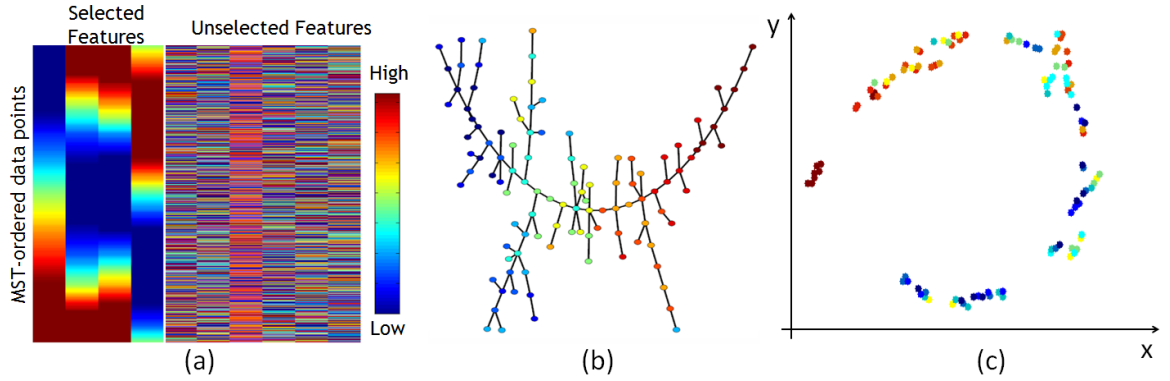 Selected
Features
Unselected Features
MST-ordered data points
High
Low
(a)
(b)
y
x
(c)